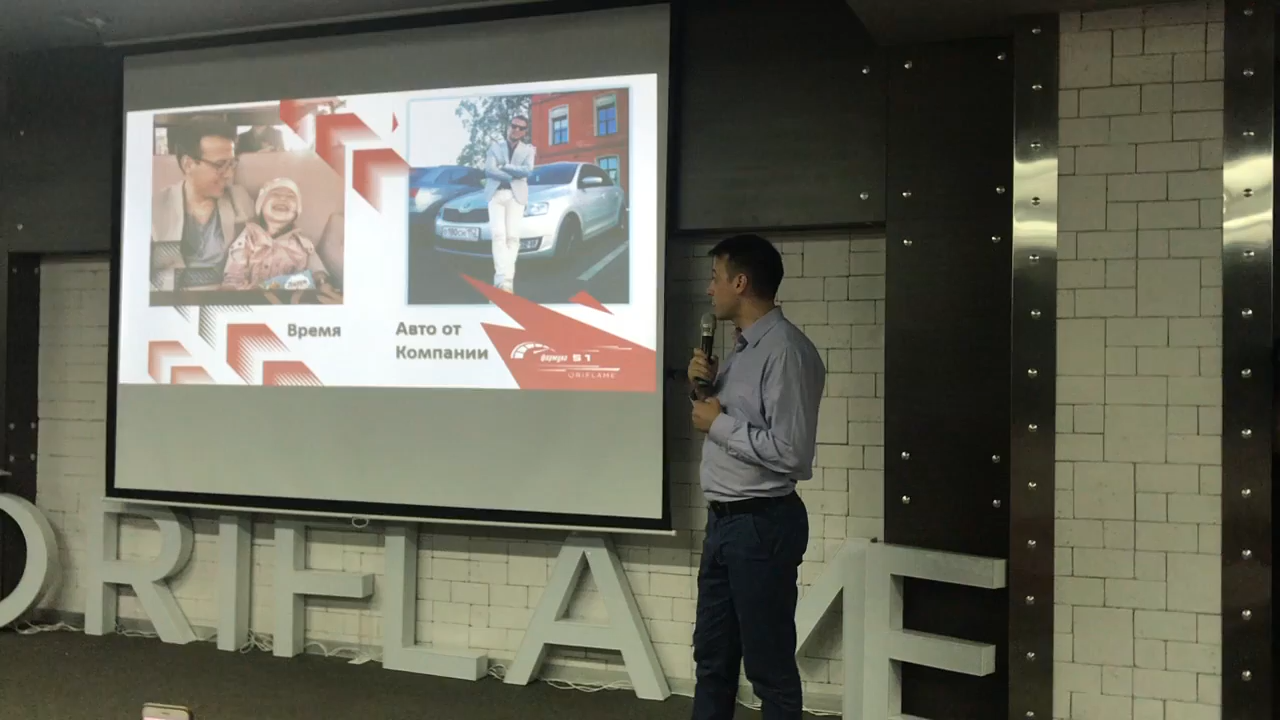 Время
Авто от
Компании
формула 51
ORIFLAME
ORIFLAME